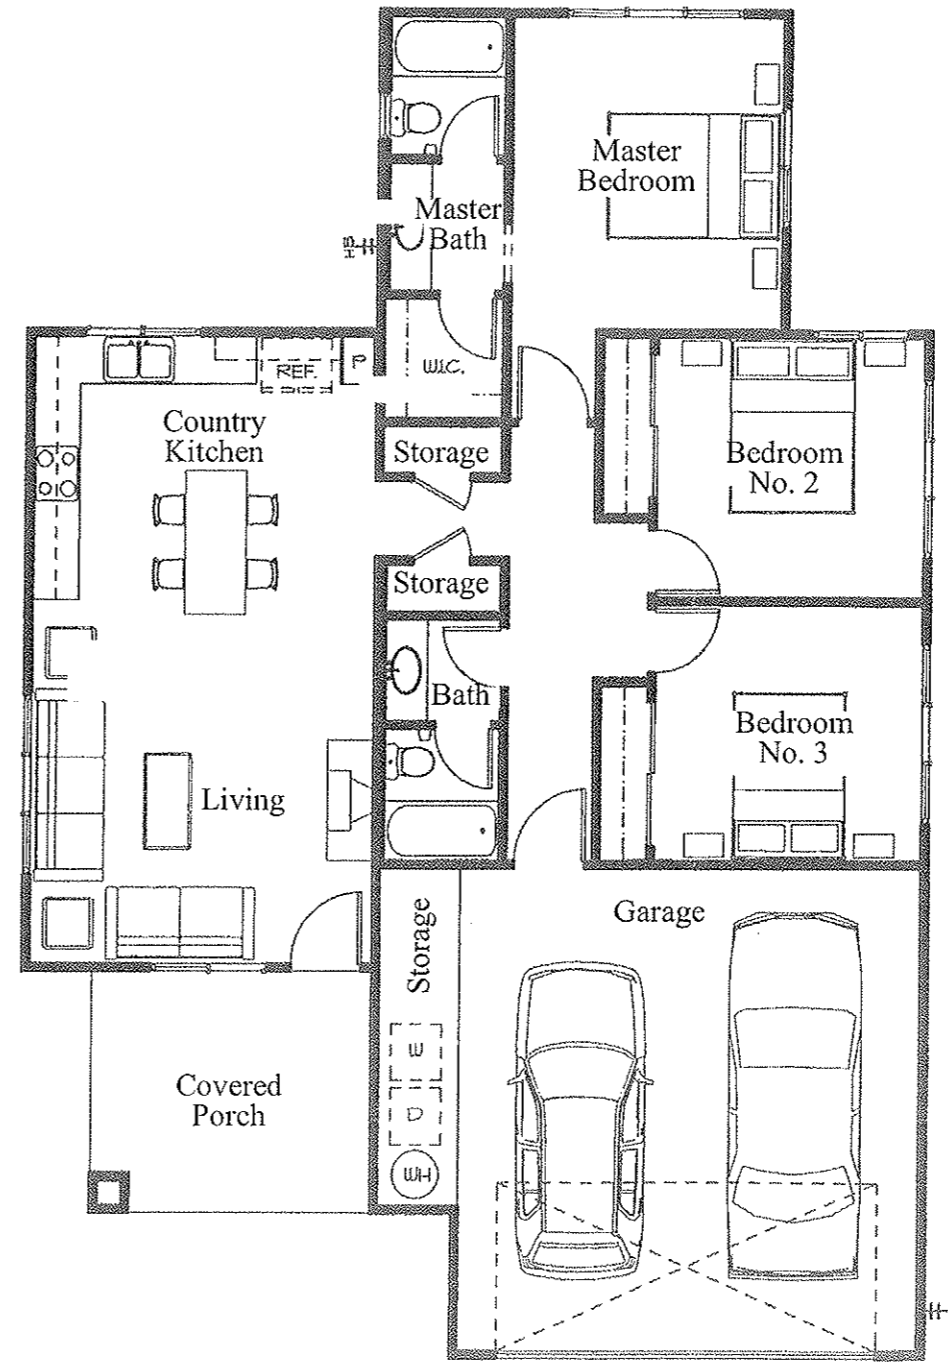 Master
Bedroom
Master
Bath
HB
W.I.C.
REF.
P
Country
Kitchen
Storage
Bedroom
No. 2
Storage
Bath
Bedroom
No. 3
Living
Garage
Storage
W
D
WH
Covered
Porch